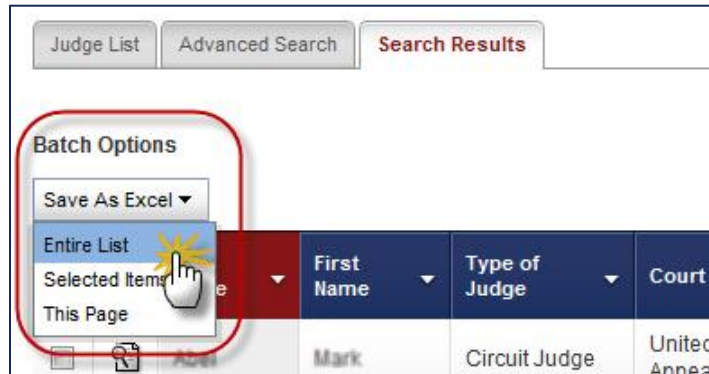 Judge List Advanced Search Search Results
Batch Options
Save As Excel
Entire List
Selected Items
This Page
First Name
Type of Judge
Court
Mark Circuit Judge